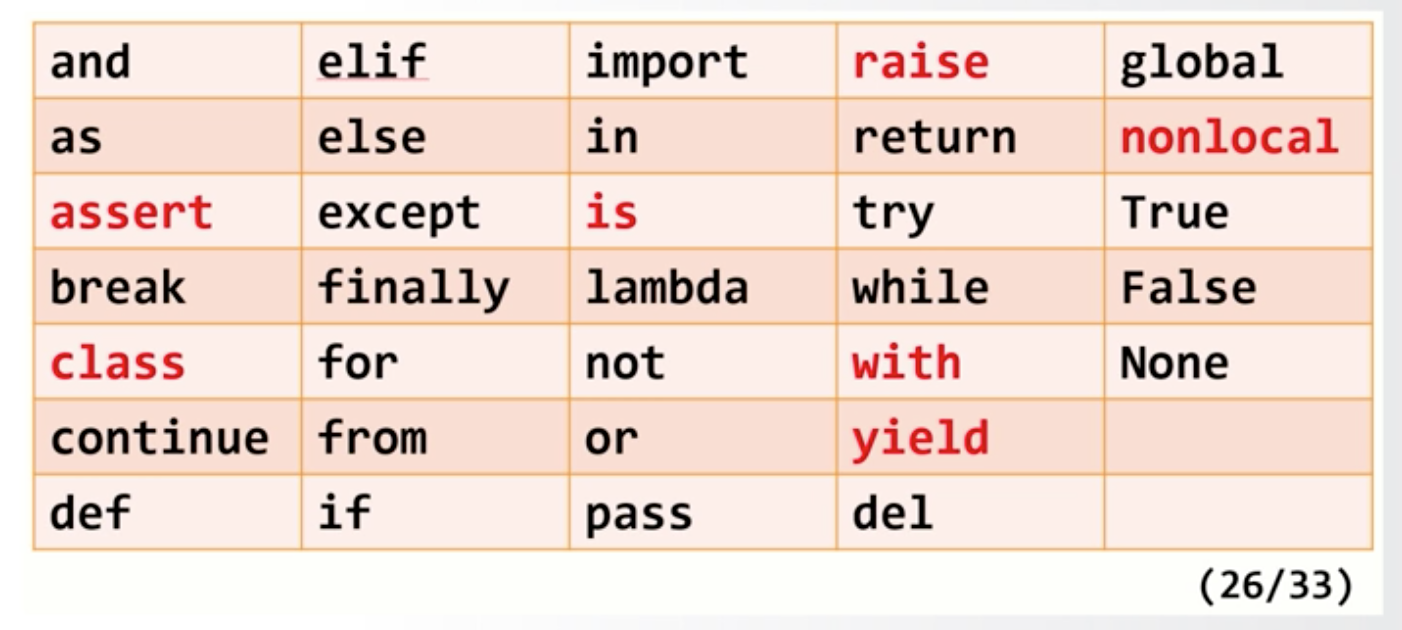 and elif import raise global
as else in return nonlocal
assert except is try True
break finally lambda while False
class for not with None
continue from or yield
def if pass del
(26/33)